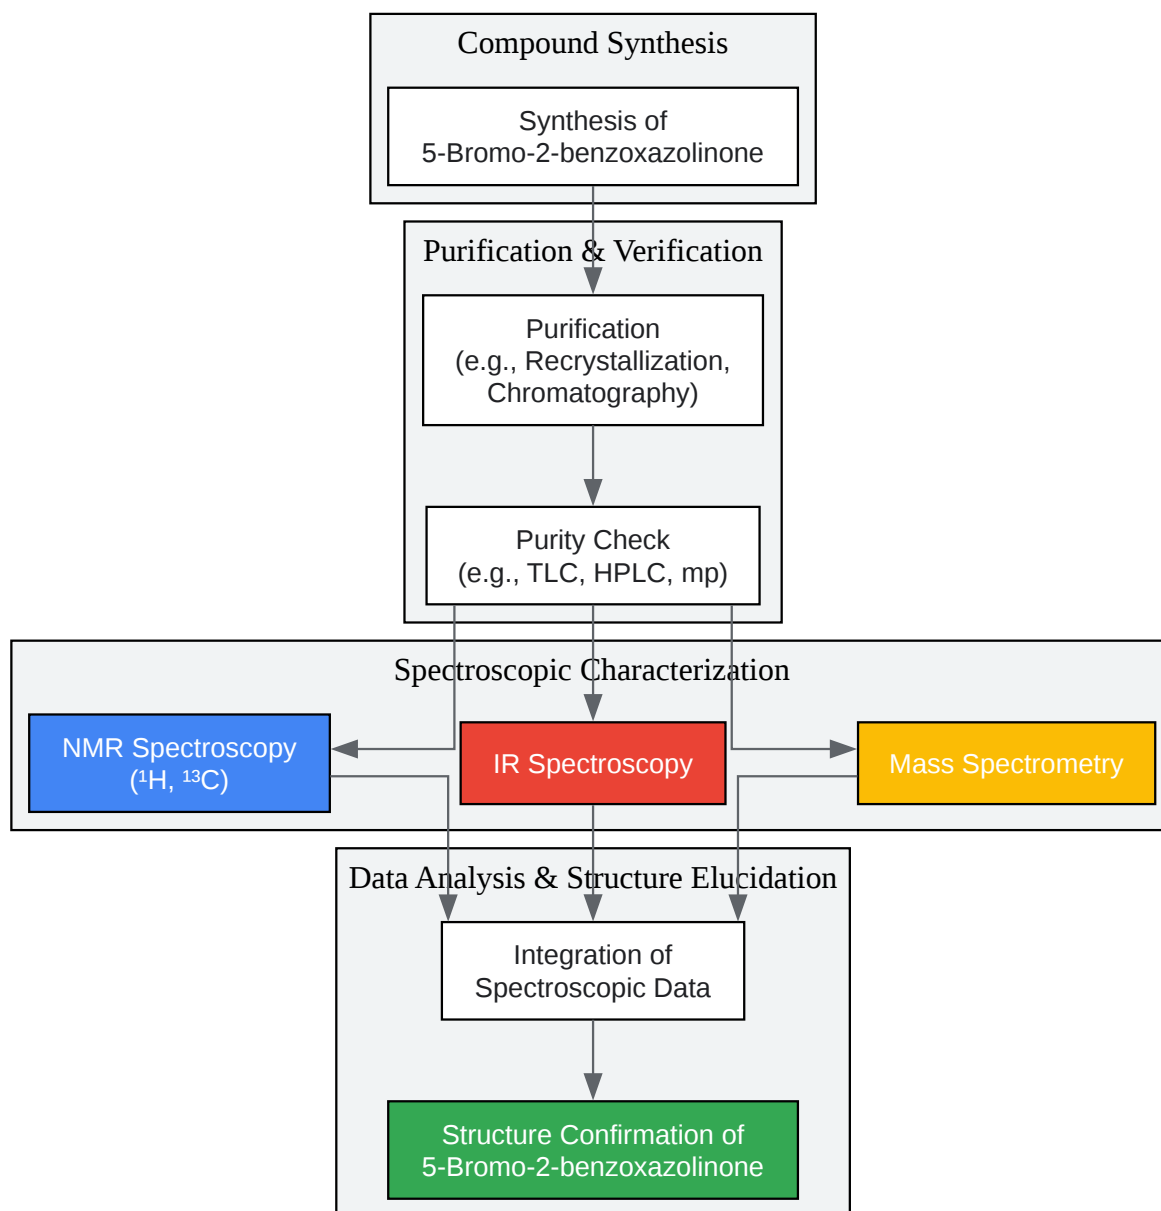 Compound Synthesis
Synthesis of
5-Bromo-2-benzoxazolinone
Purification & Verification
Purification
(e.g., Recrystallization,
Chromatography)
Purity Check
(e.g., TLC, HPLC, mp)
Spectroscopic Characterization
NMR Spectroscopy
(¹H, ¹³C)
IR Spectroscopy
Mass Spectrometry
Data Analysis & Structure Elucidation
Integration of
Spectroscopic Data
Structure Confirmation of
5-Bromo-2-benzoxazolinone